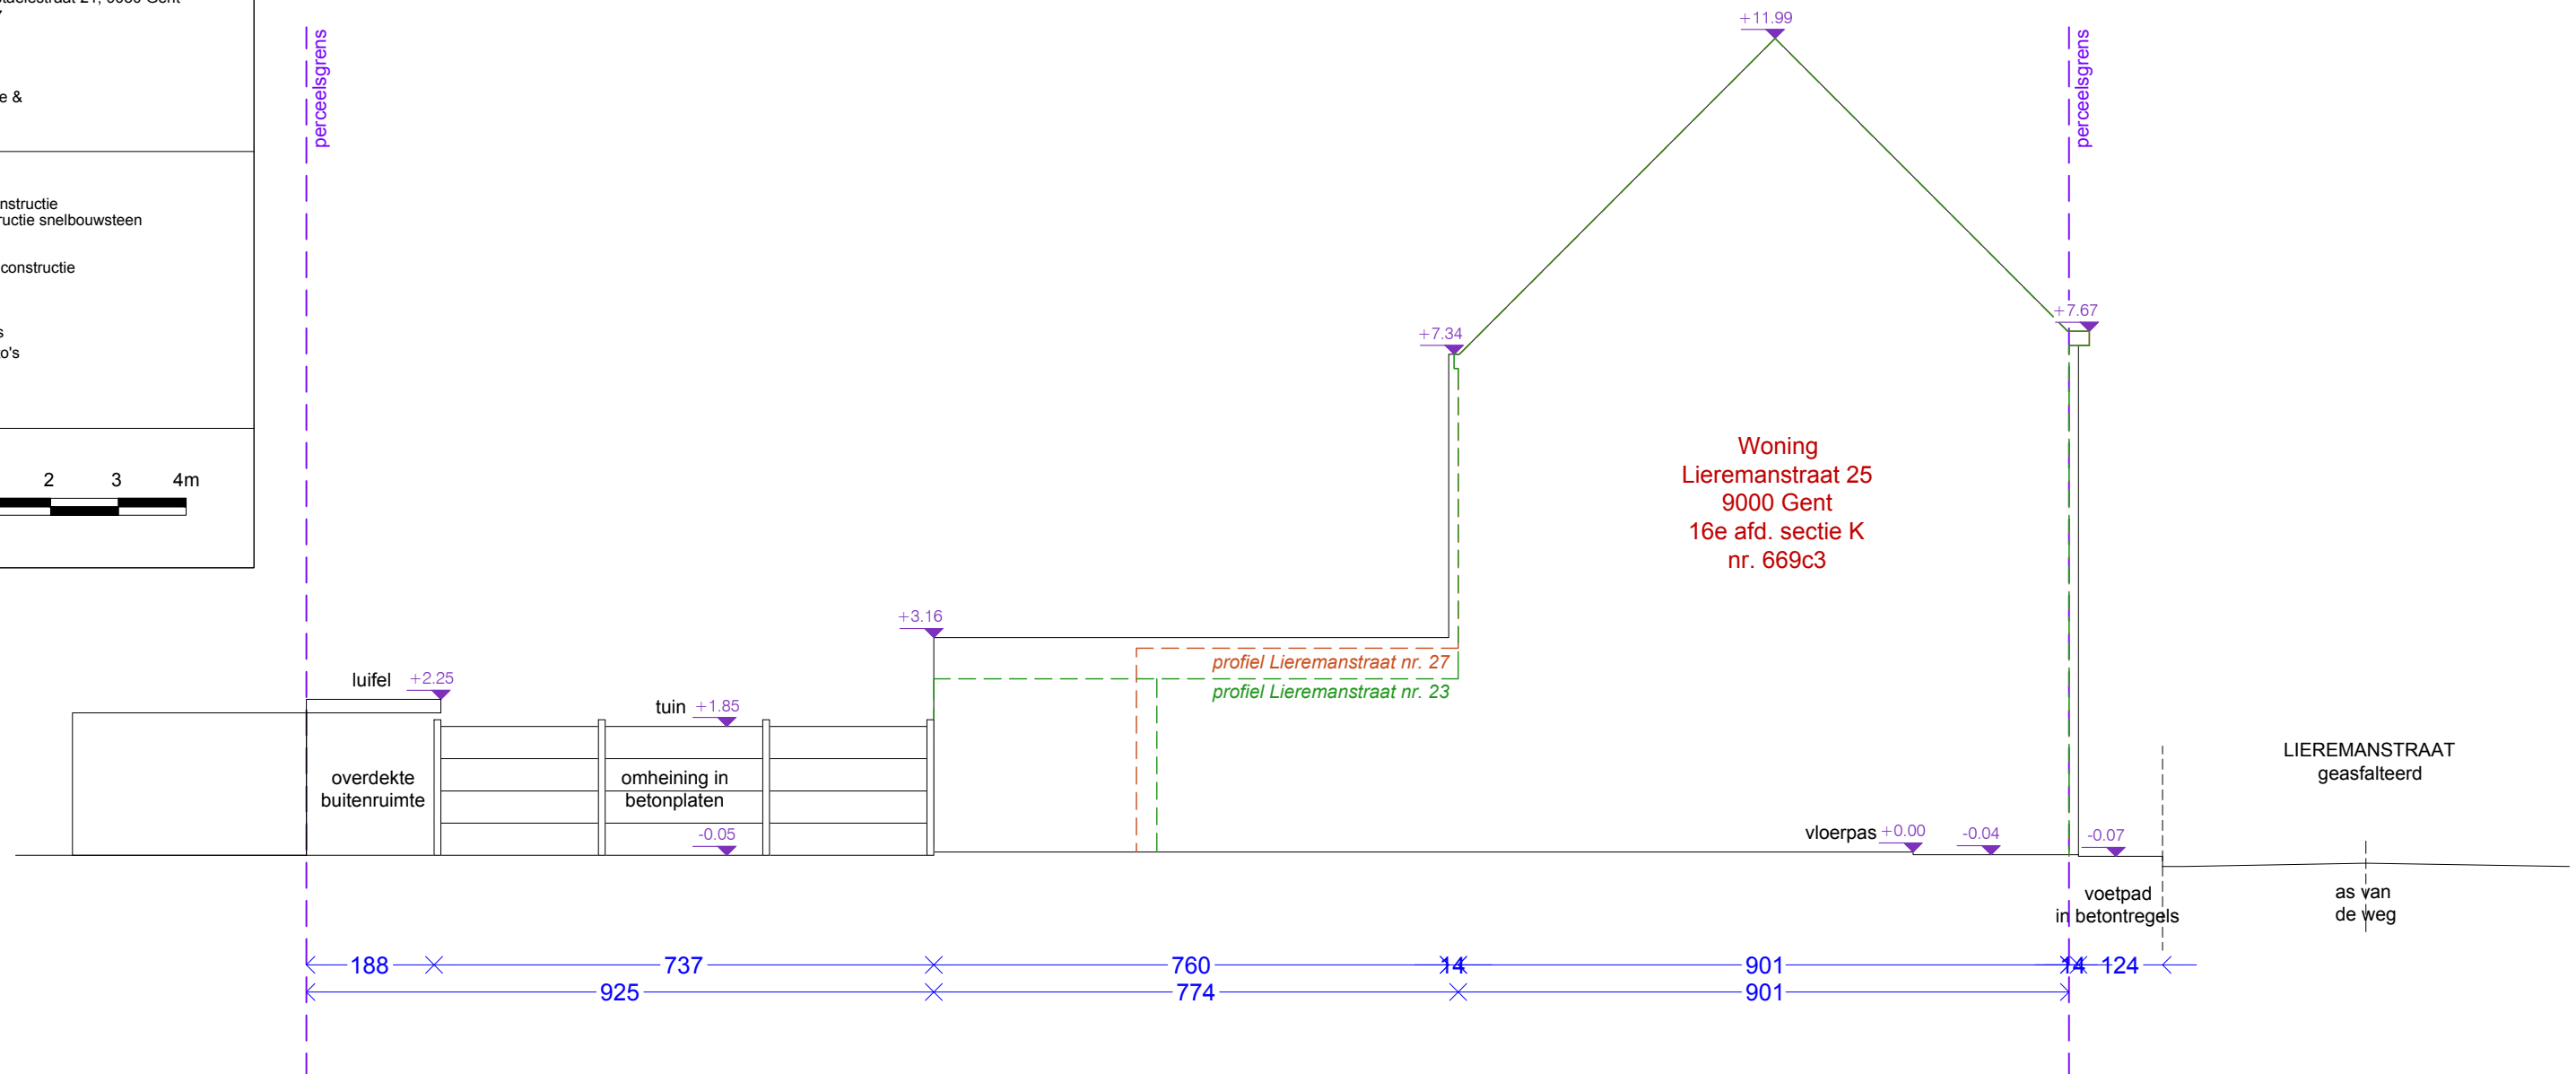 9000 Gent
e &
nstructie
ructie snelbouwsteen
constructie
s
o's
2 3 4m
perceelsgrens
perceelsgrens
+11.99
+7.34
+7.67
Woning
Lieremanstraat 25
9000 Gent
16e afd. sectie K
nr. 669c3
+3.16
profiel Lieremanstraat nr. 27
profiel Lieremanstraat nr. 23
luifel +2.25
tuin +1.85
overdekte
buitenruimte
omheining in
betonplaten
-0.05
vloerpas +0.00
-0.04
-0.07
LIEREMANSTRAAT
geasfalteerd
voetpad
in betontregels
as van
de weg
188 737 760 14 901 14 124
925 774 901